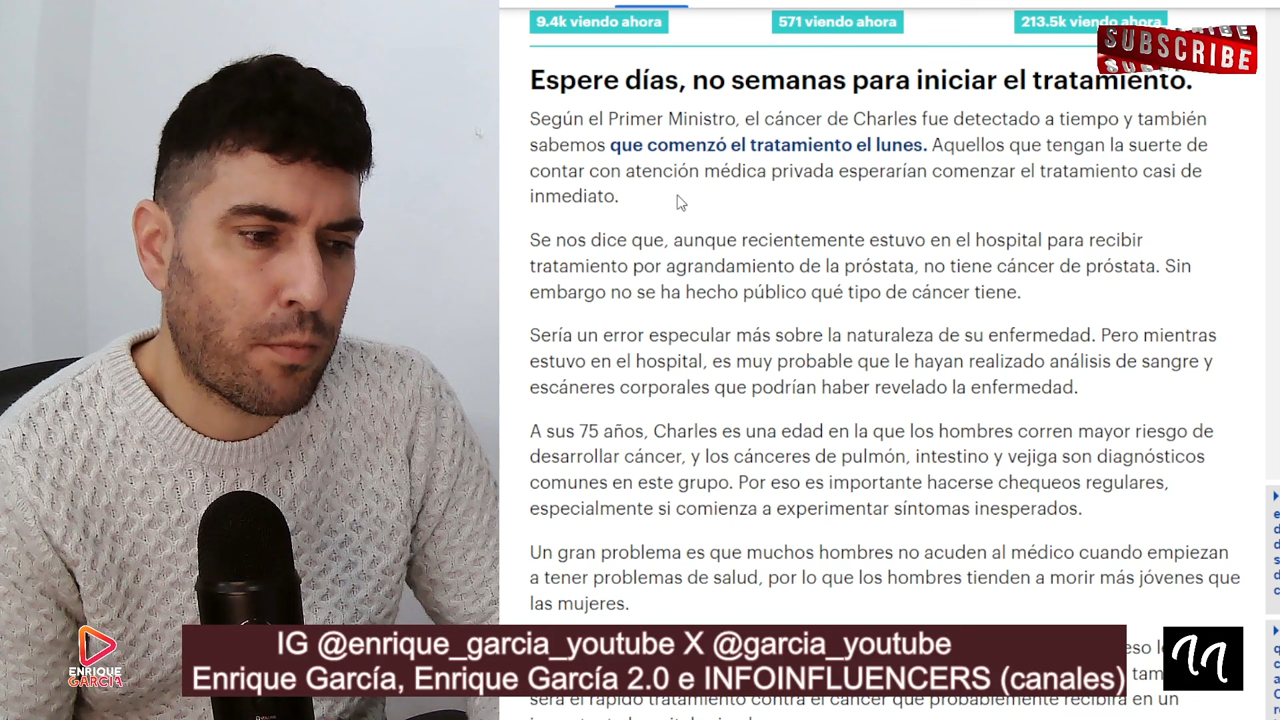 9.4k viendo ahora
571 viendo ahora
213.5k viendo ahora
SUBSCRIBE
Espere días, no semanas para iniciar el tratamiento.
Según el Primer Ministro, el cáncer de Charles fue detectado a tiempo y también
sabemos que comenzó el tratamiento el lunes. Aquellos que tengan la suerte de
contar con atención médica privada esperarían comenzar el tratamiento casi de
inmediato.
Se nos dice que, aunque recientemente estuvo en el hospital para recibir
tratamiento por agrandamiento de la próstata, no tiene cáncer de próstata. Sin
embargo no se ha hecho público qué tipo de cáncer tiene.
Sería un error especular más sobre la naturaleza de su enfermedad. Pero mientras
estuvo en el hospital, es muy probable que le hayan realizado análisis de sangre y
escáneres corporales que podrían haber revelado la enfermedad.
A sus 75 años, Charles es una edad en la que los hombres corren mayor riesgo de
desarrollar cáncer, y los cánceres de pulmón, intestino y vejiga son diagnósticos
comunes en este grupo. Por eso es importante hacerse chequeos regulares,
especialmente si comienza a experimentar síntomas inesperados.
Un gran problema es que muchos hombres no acuden al médico cuando empiezan
a tener problemas de salud, por lo que los hombres tienden a morir más jóvenes que
las mujeres.
IG @enrique_garcia_youtube X @garcia_youtube
Enrique García, Enrique García 2.0 e INFOINFLUENCERS (canales)
ENRIQUE
GARCÍA
será el rápido tratamiento contra el cáncer que probablemente recibirá en un